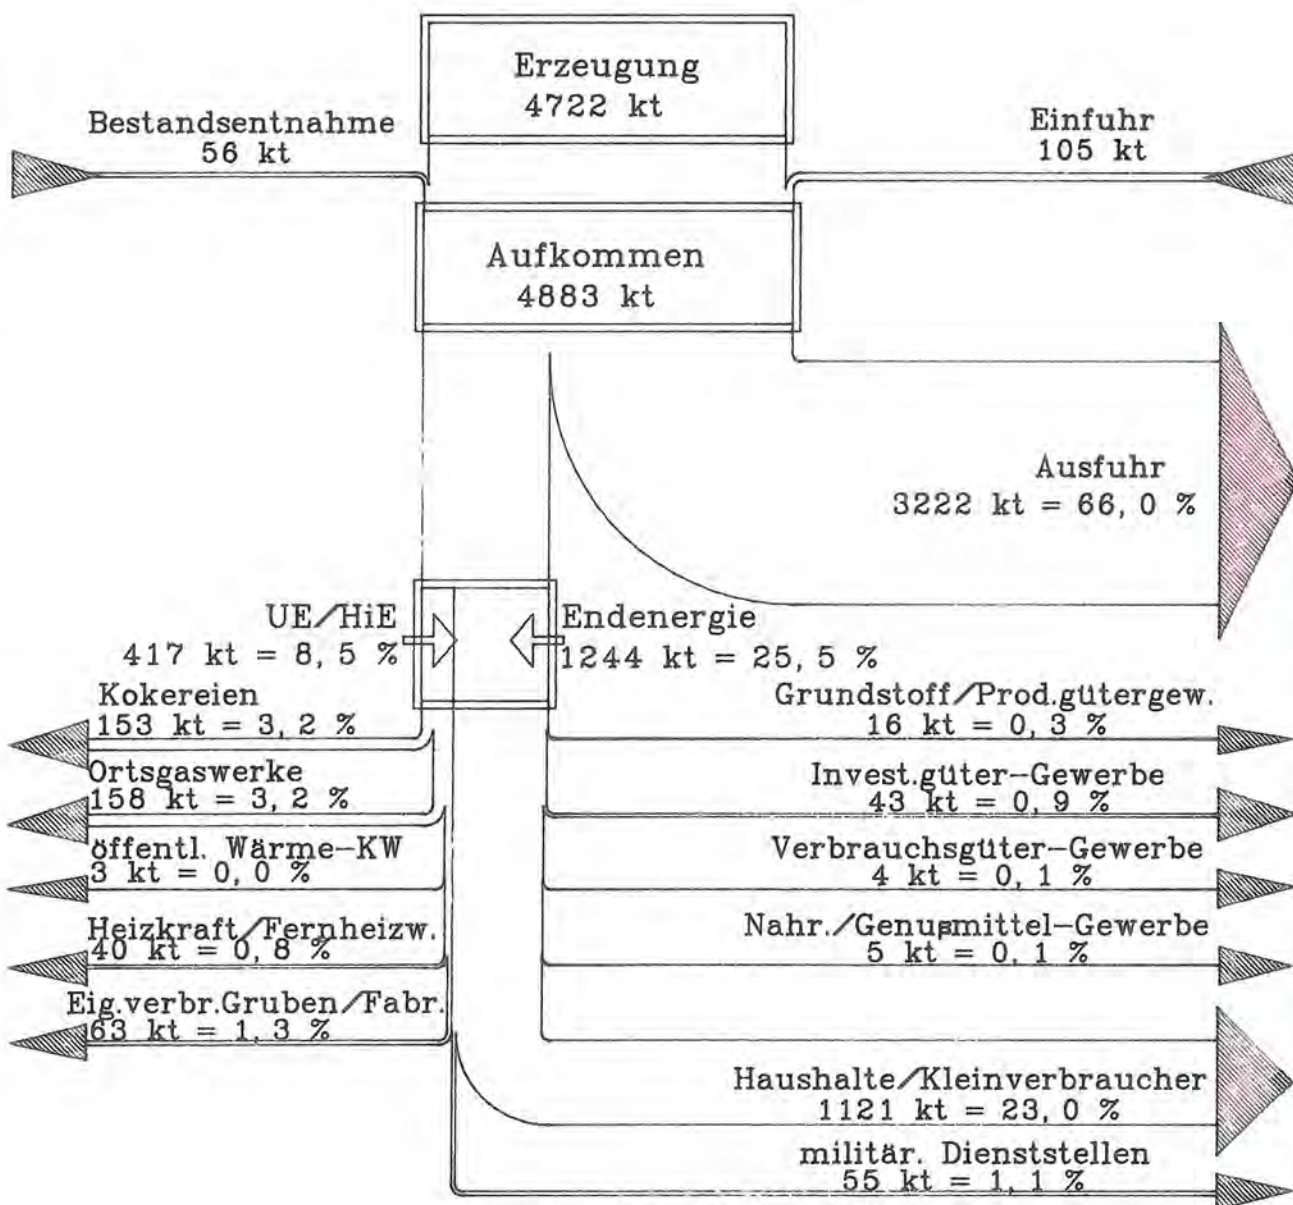 Erzeugung
4722 kt
Bestandsentnahme
56 kt
Einfuhr
105 kt
Aufkommen
4883 kt
Ausfuhr
3222 kt = 66,0 %
UE/HiE
417 kt = 8,5 %
Endenergie
1244 kt = 25,5 %
Kokereien
153 kt = 3,2 %
Ortsgaswerke
158 kt = 3,2 %
öffentl. Wärme-KW
3 kt = 0,0 %
Heizkraft/Fernheizw.
40 kt = 0,8 %
Eig.verbr.Gruben/Fabr.
63 kt = 1,3 %
Grundstoff/Prod.gütergew.
16 kt = 0,3 %
Invest.güter-Gewerbe
43 kt = 0,9 %
Verbrauchsgüter-Gewerbe
4 kt = 0,1 %
Nahr./Genußmittel-Gewerbe
5 kt = 0,1 %
Haushalte/Kleinverbraucher
1121 kt = 23,0 %
militär. Dienststellen
55 kt = 1,1 %